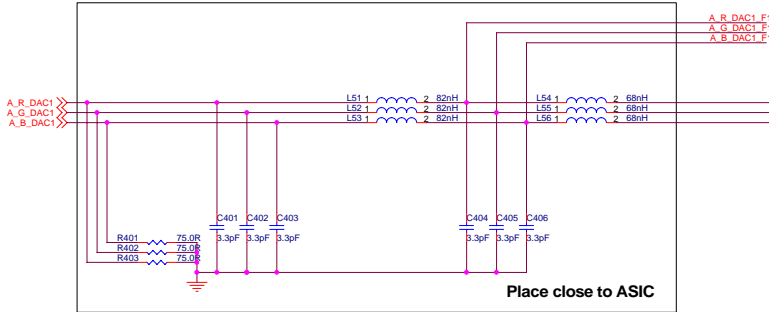 A_R_DAC1_F
A_G_DAC1_F
A_B_DAC1_F
A_R_DAC1 L51 1 2 82nH L54 1 2 68nH
A_G_DAC1 L52 1 2 82nH L55 1 2 68nH
A_B_DAC1 L53 1 2 82nH L56 1 2 68nH
C401 C402 C403 C404 C405 C406
3.3pF 3.3pF 3.3pF 3.3pF 3.3pF 3.3pF
R401 75.0R
R402 75.0R
R403 75.0R
Place close to ASIC